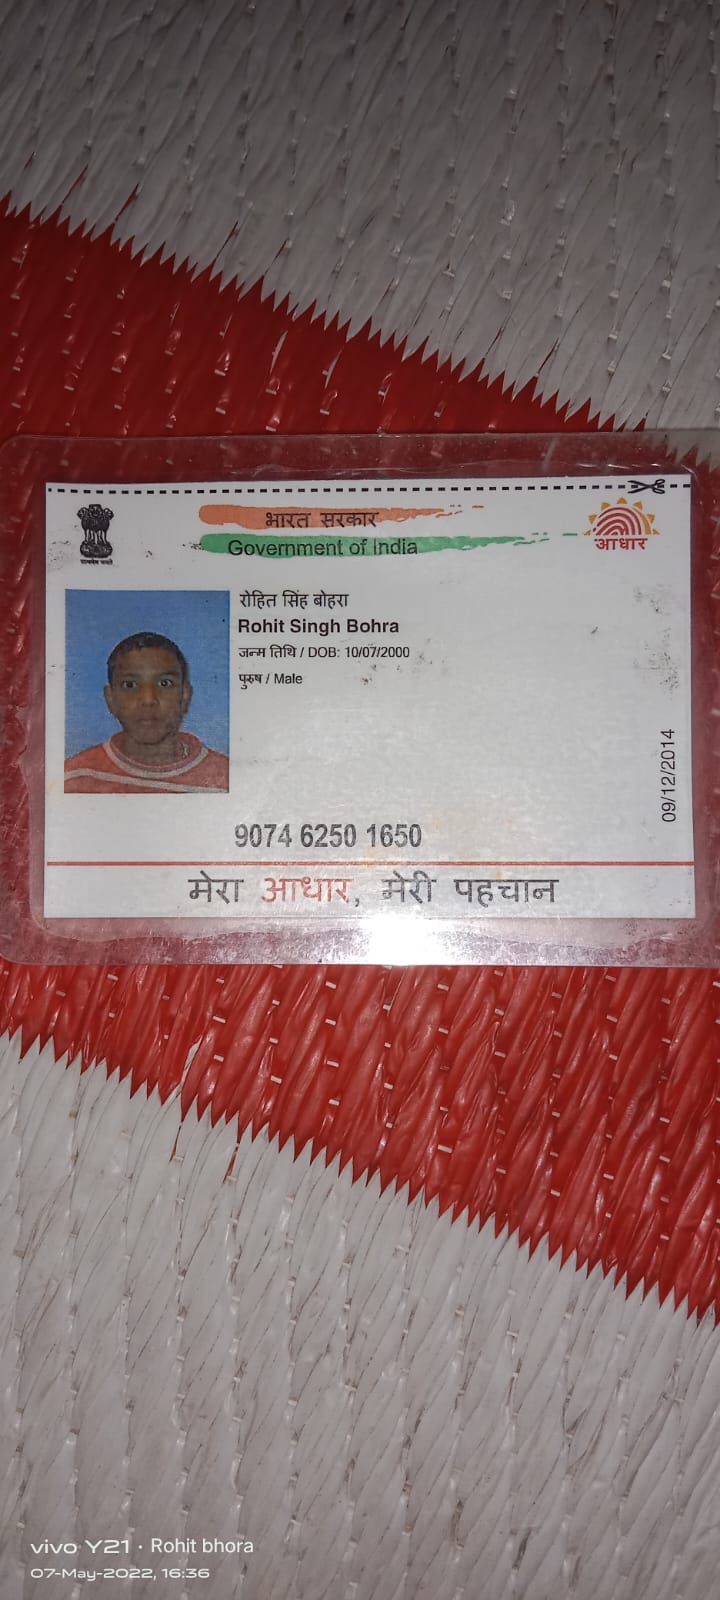 भारत सरकार
Government of India
आधार
सत्यमेव जयते
रोहित सिंह बोहरा
Rohit Singh Bohra
जन्म तिथि / DOB: 10/07/2000
पुरुष / Male
09/12/2014
9074 6250 1650
मेरा आधार, मेरी पहचान
vivo Y21 · Rohit bhora
07-May-2022, 16:36